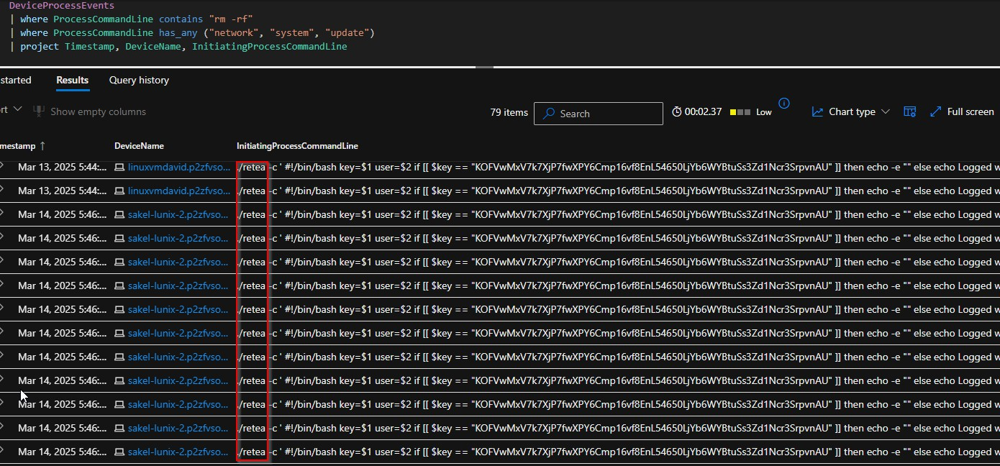 DeviceProcessEvents
| where ProcessCommandLine contains "rm -rf"
| where ProcessCommandLine has_any ("network", "system", "update")
| project Timestamp, DeviceName, InitiatingProcessCommandLine
started Results Query history
rt Show empty columns 79 items Search 00:02.37 Low Chart type Full screen
mestamp ↑ DeviceName InitiatingProcessCommandLine
Mar 13, 2025 5:44:... linuxvmdavid.p2zfvso... ./retea -c ' #!/bin/bash key=$1 user=$2 if [[ $key == "KOFVwMxV7k7XjP7fwXPY6Cmp16vf8EnL54650LjYb6WYBtuSs3Zd1Ncr3SrpvnAU" ]] then echo -e "" else echo Logged w
Mar 13, 2025 5:44:... linuxvmdavid.p2zfvso... ./retea -c ' #!/bin/bash key=$1 user=$2 if [[ $key == "KOFVwMxV7k7XjP7fwXPY6Cmp16vf8EnL54650LjYb6WYBtuSs3Zd1Ncr3SrpvnAU" ]] then echo -e "" else echo Logged w
Mar 14, 2025 5:46:... sakel-lunix-2.p2zfvso... ./retea -c ' #!/bin/bash key=$1 user=$2 if [[ $key == "KOFVwMxV7k7XjP7fwXPY6Cmp16vf8EnL54650LjYb6WYBtuSs3Zd1Ncr3SrpvnAU" ]] then echo -e "" else echo Logged w
Mar 14, 2025 5:46:... sakel-lunix-2.p2zfvso... ./retea -c ' #!/bin/bash key=$1 user=$2 if [[ $key == "KOFVwMxV7k7XjP7fwXPY6Cmp16vf8EnL54650LjYb6WYBtuSs3Zd1Ncr3SrpvnAU" ]] then echo -e "" else echo Logged w
Mar 14, 2025 5:46:... sakel-lunix-2.p2zfvso... ./retea -c ' #!/bin/bash key=$1 user=$2 if [[ $key == "KOFVwMxV7k7XjP7fwXPY6Cmp16vf8EnL54650LjYb6WYBtuSs3Zd1Ncr3SrpvnAU" ]] then echo -e "" else echo Logged w
Mar 14, 2025 5:46:... sakel-lunix-2.p2zfvso... ./retea -c ' #!/bin/bash key=$1 user=$2 if [[ $key == "KOFVwMxV7k7XjP7fwXPY6Cmp16vf8EnL54650LjYb6WYBtuSs3Zd1Ncr3SrpvnAU" ]] then echo -e "" else echo Logged w
Mar 14, 2025 5:46:... sakel-lunix-2.p2zfvso... ./retea -c ' #!/bin/bash key=$1 user=$2 if [[ $key == "KOFVwMxV7k7XjP7fwXPY6Cmp16vf8EnL54650LjYb6WYBtuSs3Zd1Ncr3SrpvnAU" ]] then echo -e "" else echo Logged w
Mar 14, 2025 5:46:... sakel-lunix-2.p2zfvso... ./retea -c ' #!/bin/bash key=$1 user=$2 if [[ $key == "KOFVwMxV7k7XjP7fwXPY6Cmp16vf8EnL54650LjYb6WYBtuSs3Zd1Ncr3SrpvnAU" ]] then echo -e "" else echo Logged w
Mar 14, 2025 5:46:... sakel-lunix-2.p2zfvso... ./retea -c ' #!/bin/bash key=$1 user=$2 if [[ $key == "KOFVwMxV7k7XjP7fwXPY6Cmp16vf8EnL54650LjYb6WYBtuSs3Zd1Ncr3SrpvnAU" ]] then echo -e "" else echo Logged w
Mar 14, 2025 5:46:... sakel-lunix-2.p2zfvso... ./retea -c ' #!/bin/bash key=$1 user=$2 if [[ $key == "KOFVwMxV7k7XjP7fwXPY6Cmp16vf8EnL54650LjYb6WYBtuSs3Zd1Ncr3SrpvnAU" ]] then echo -e "" else echo Logged w
Mar 14, 2025 5:46:... sakel-lunix-2.p2zfvso... ./retea -c ' #!/bin/bash key=$1 user=$2 if [[ $key == "KOFVwMxV7k7XjP7fwXPY6Cmp16vf8EnL54650LjYb6WYBtuSs3Zd1Ncr3SrpvnAU" ]] then echo -e "" else echo Logged w
Mar 14, 2025 5:46:... sakel-lunix-2.p2zfvso... ./retea -c ' #!/bin/bash key=$1 user=$2 if [[ $key == "KOFVwMxV7k7XjP7fwXPY6Cmp16vf8EnL54650LjYb6WYBtuSs3Zd1Ncr3SrpvnAU" ]] then echo -e "" else echo Logged w
Mar 14, 2025 5:46:... sakel-lunix-2.p2zfvso... ./retea -c ' #!/bin/bash key=$1 user=$2 if [[ $key == "KOFVwMxV7k7XjP7fwXPY6Cmp16vf8EnL54650LjYb6WYBtuSs3Zd1Ncr3SrpvnAU" ]] then echo -e "" else echo Logged w